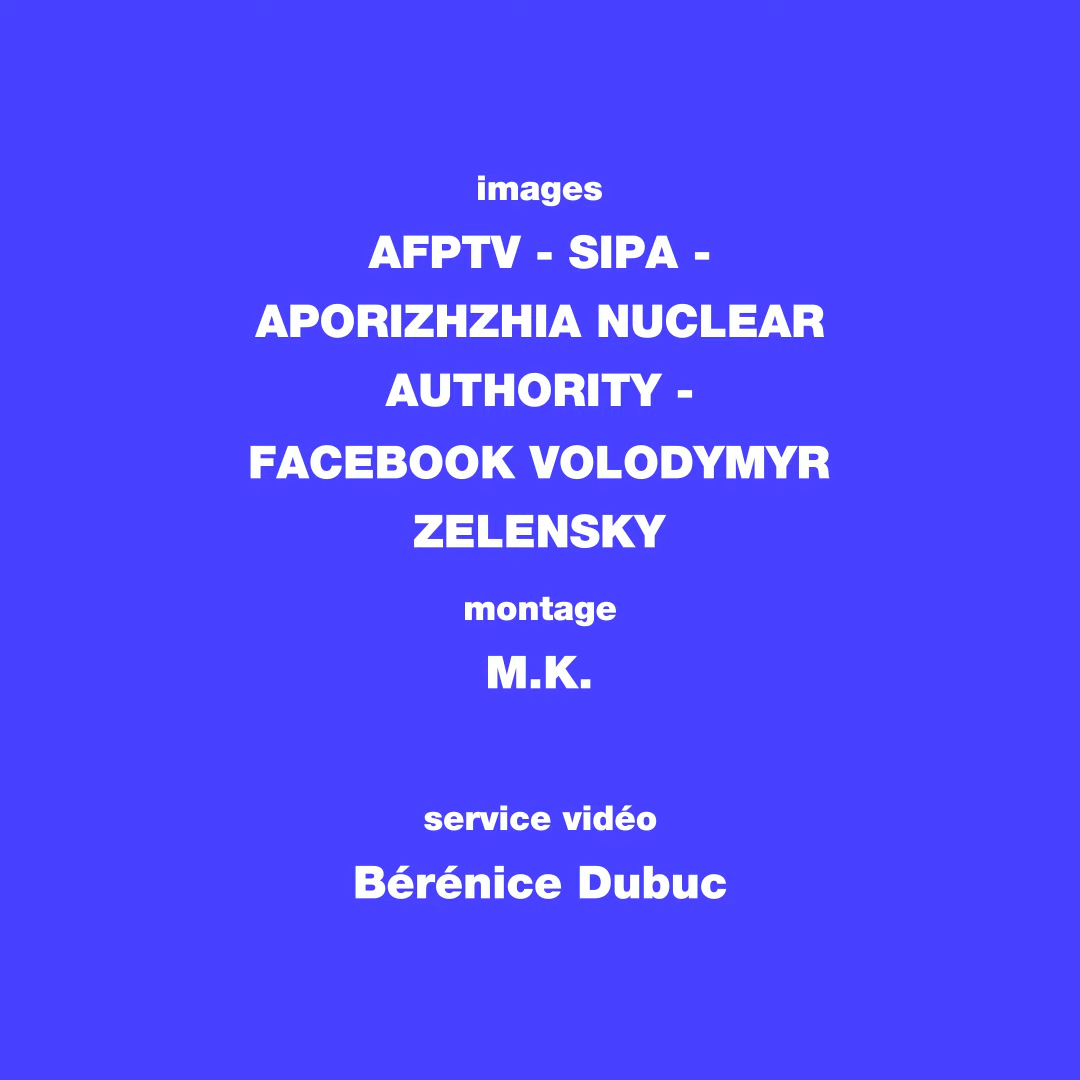 images
AFPTV - SIPA -
APORIZHZHIA NUCLEAR
AUTHORITY -
FACEBOOK VOLODYMYR
ZELENSKY
montage
M.K.
service vidéo
Bérénice Dubuc